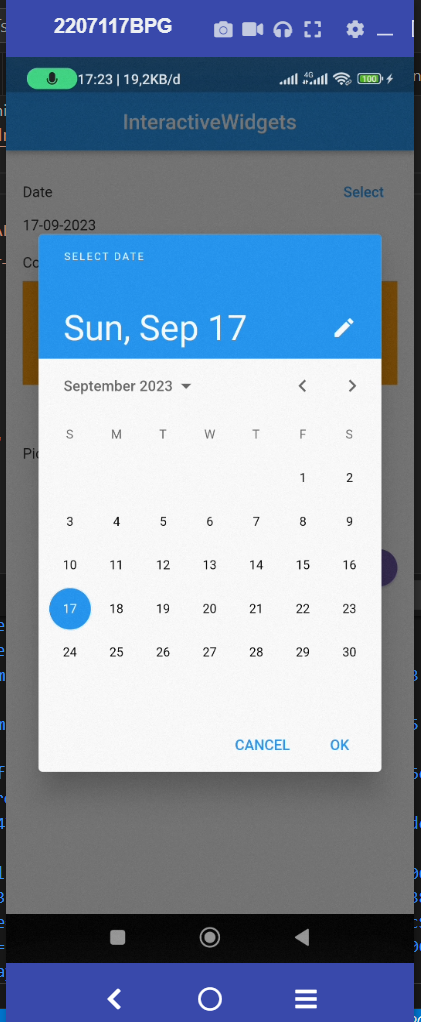 2207117BPG
17:23 | 19,2KB/d
4G
100
InteractiveWidgets
Date
Select
17-09-2023
SELECT DATE
Sun, Sep 17
September 2023
S M T W T F S
1 2
3 4 5 6 7 8 9
10 11 12 13 14 15 16
17 18 19 20 21 22 23
24 25 26 27 28 29 30
CANCEL OK